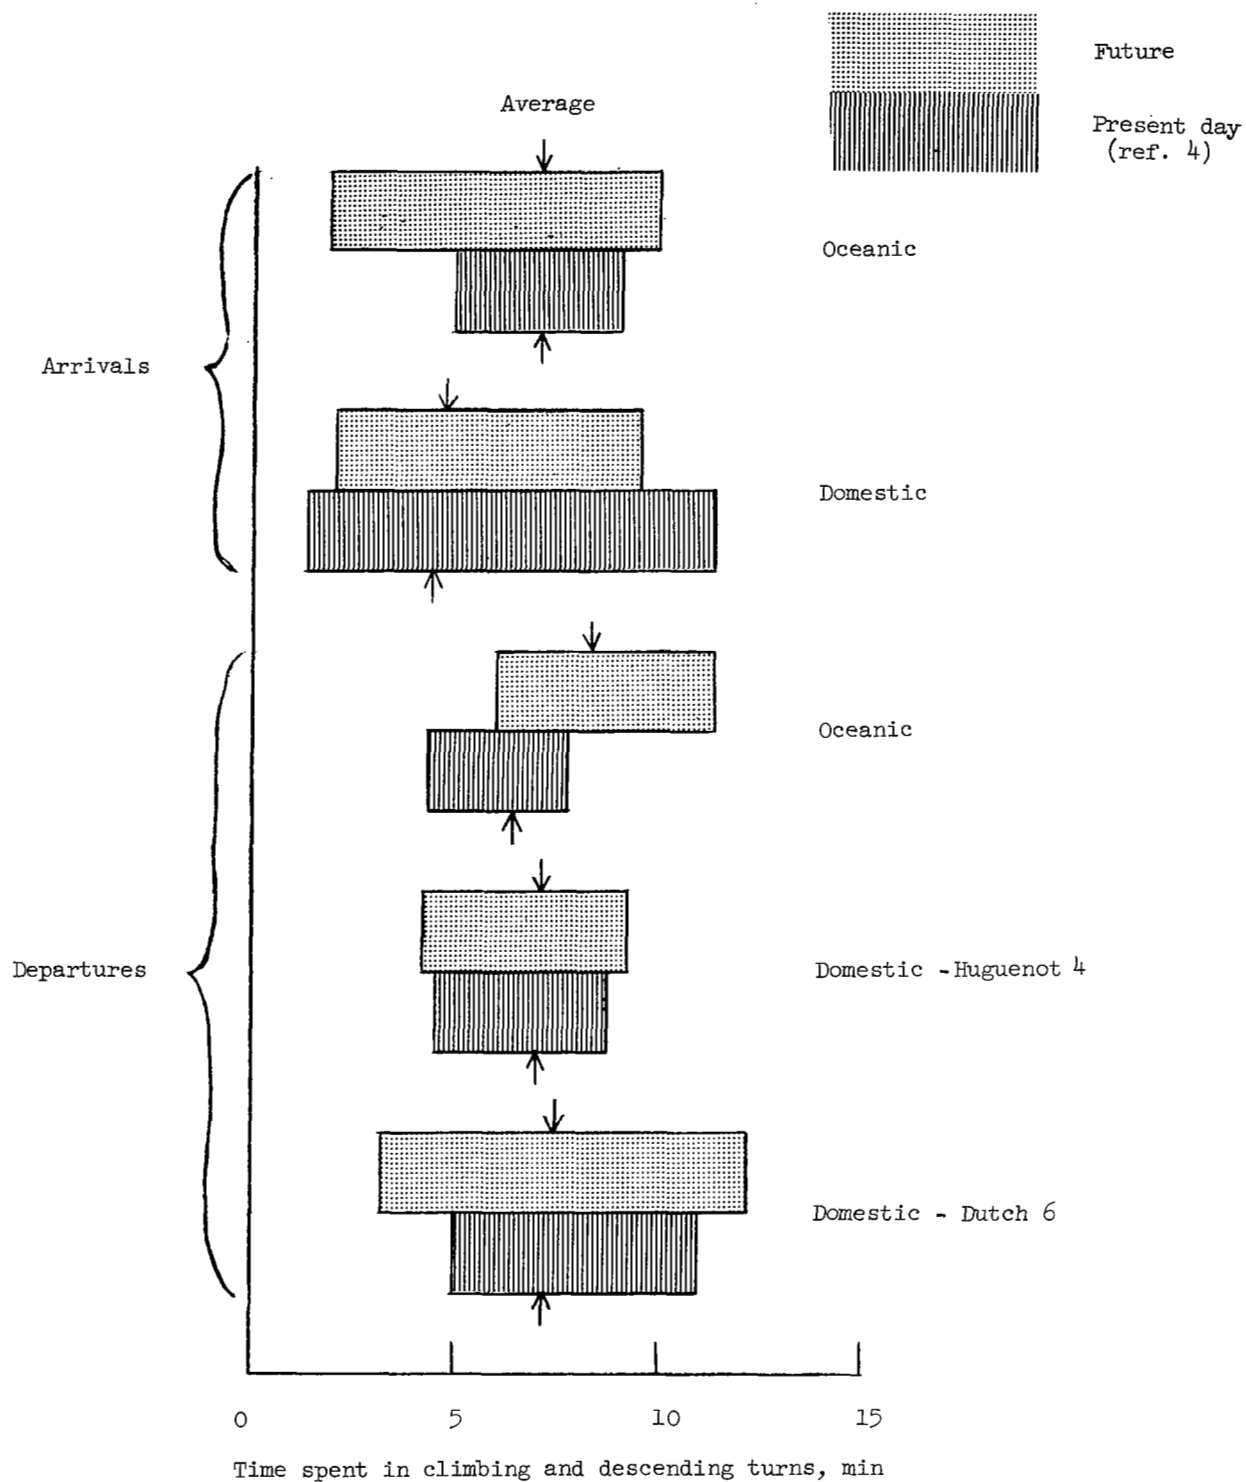 Future
Average
Present day
(ref. 4)
Oceanic
Arrivals
Domestic
Oceanic
Departures
Domestic - Huguenot 4
Domestic - Dutch 6
0 5 10 15
Time spent in climbing and descending turns, min